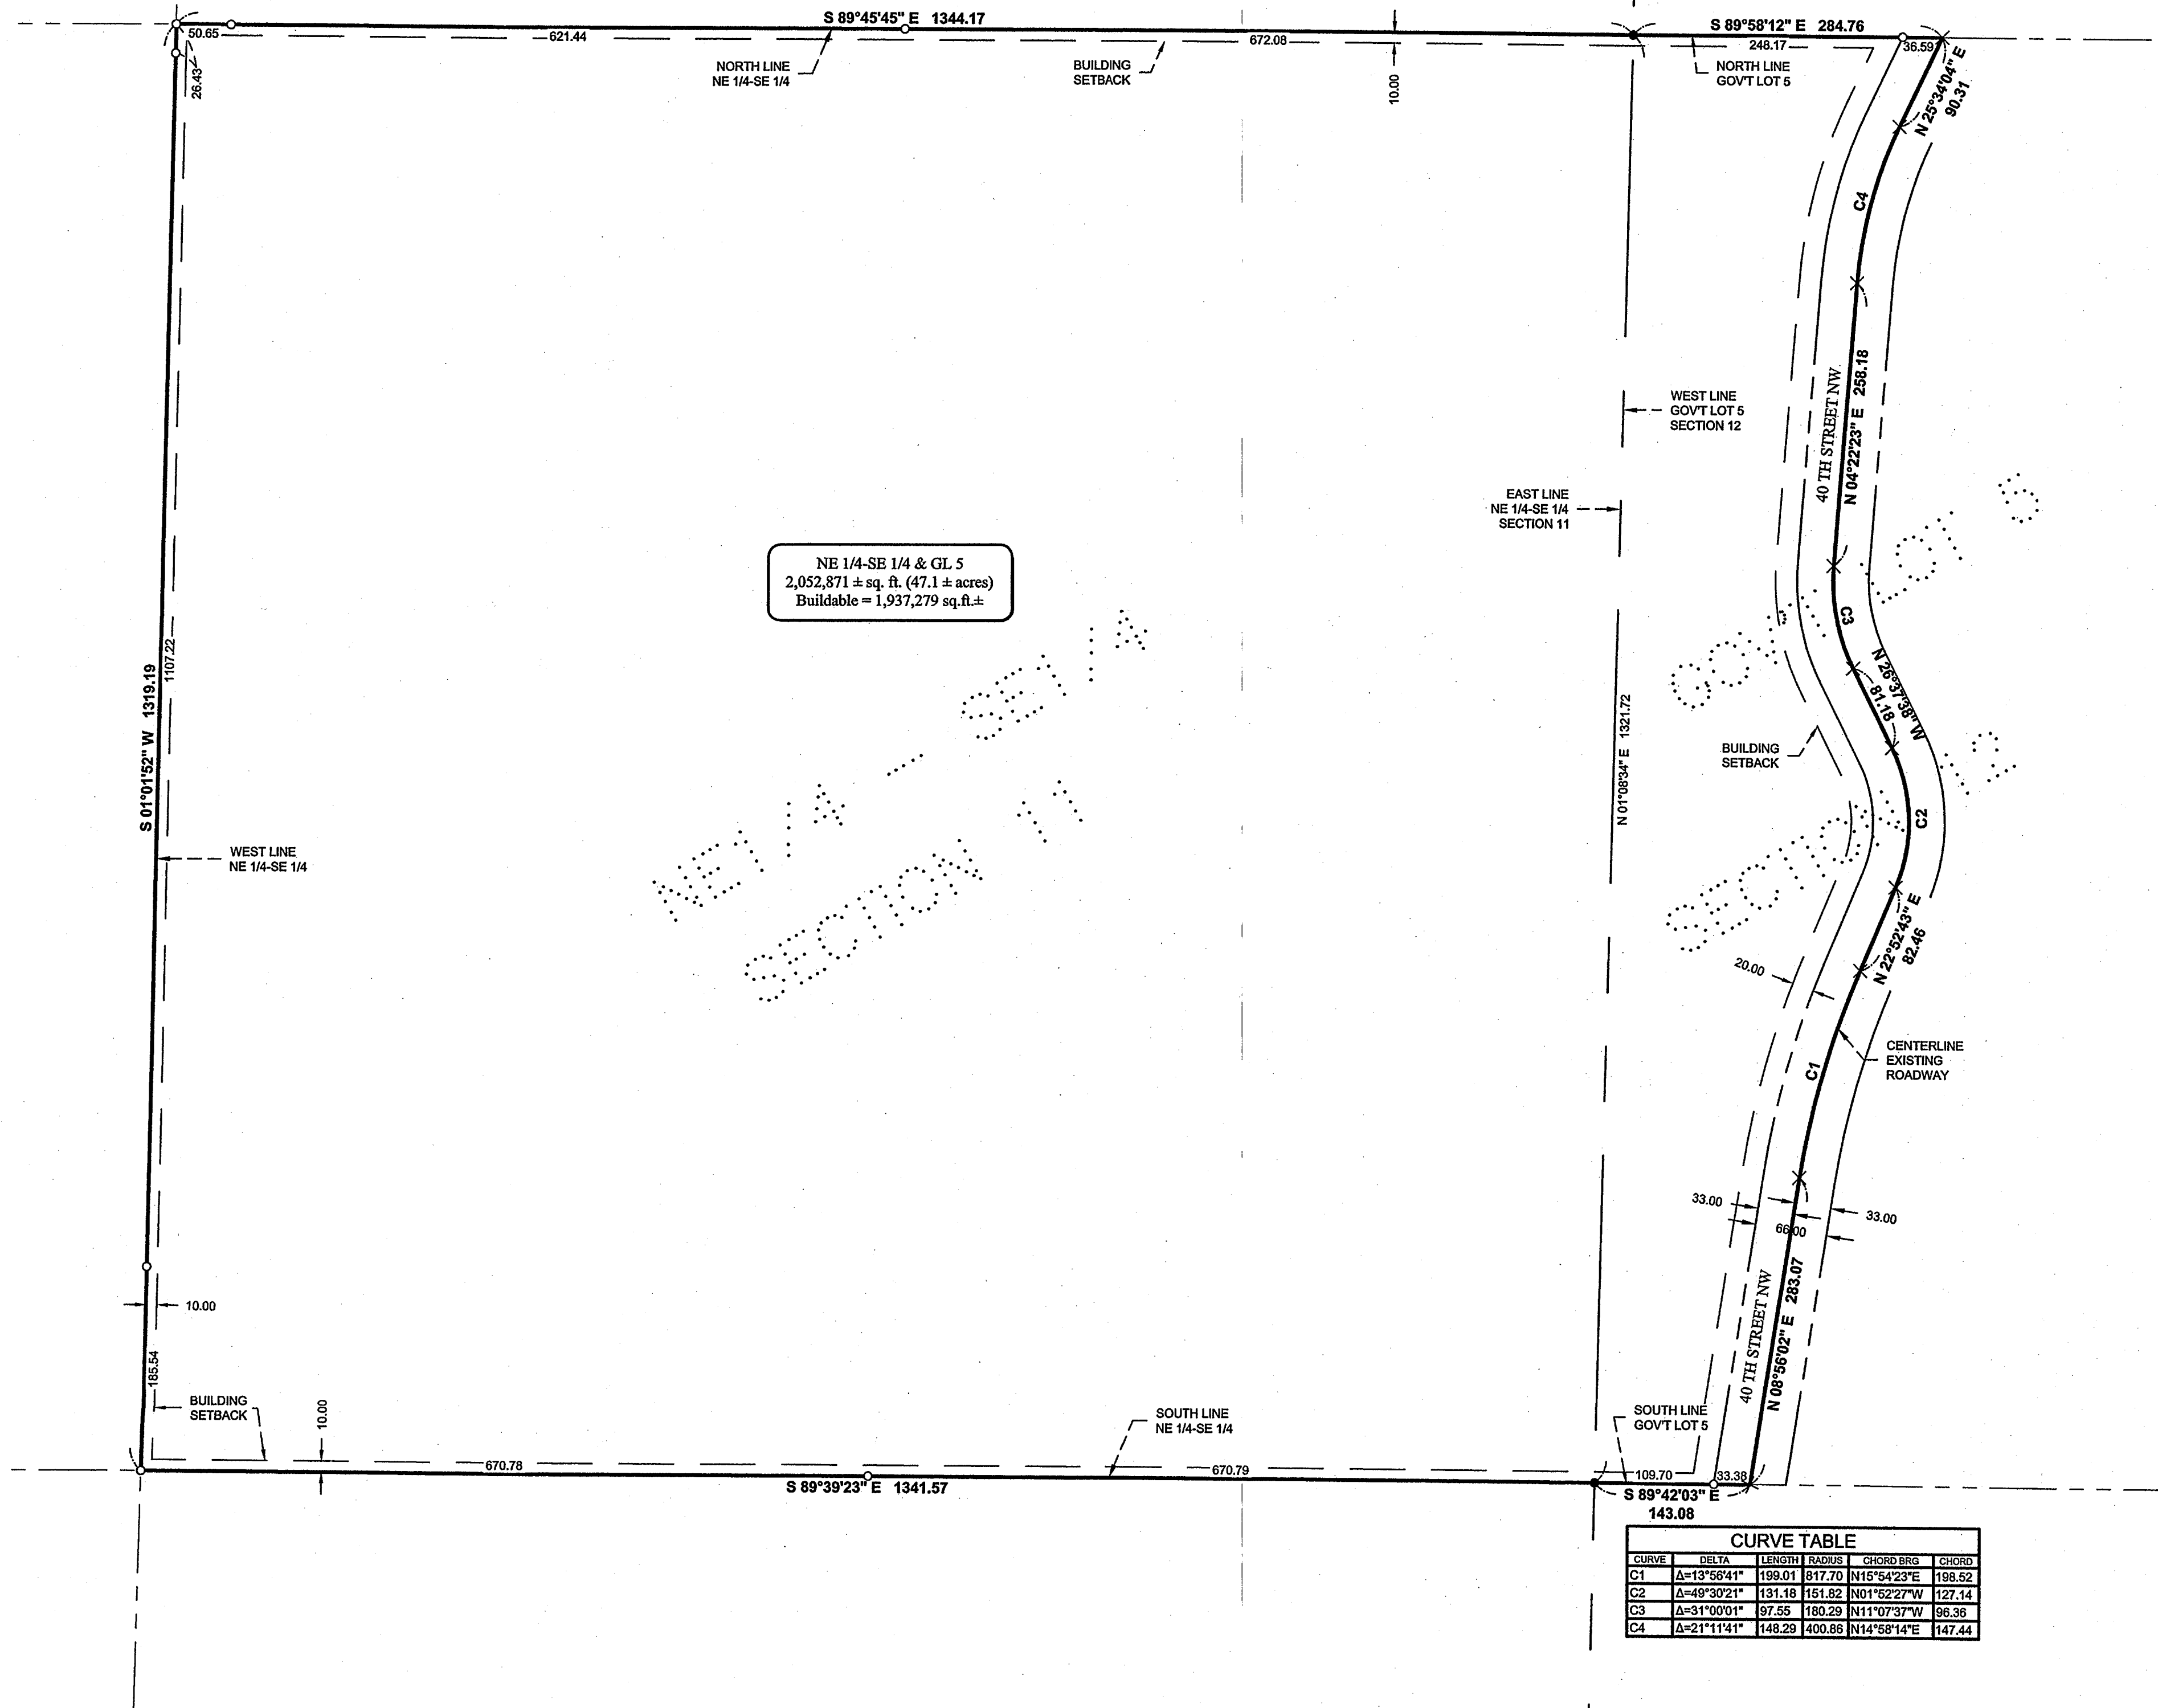 S 89°45'45" E 1344.17
S 89°58'12" E 284.76
50.65
621.44
672.08
248.17
36.59
26.43
NORTH LINE
NE 1/4-SE 1/4
BUILDING
SETBACK
10.00
NORTH LINE
GOV'T LOT 5
N 25°34'04" E
90.31
C4
40 TH STREET NW
N 04°22'23" E 258.18
WEST LINE
GOV'T LOT 5
SECTION 12
EAST LINE
NE 1/4-SE 1/4
SECTION 11
NE 1/4-SE 1/4 & GL 5
2,052,871 ± sq. ft. (47.1 ± acres)
Buildable = 1,937,279 sq.ft.±
GOV'T LOT 5
SECTION 12
NE1/4 - SE1/4
SECTION 11
C3
N 26°37'38" W
81.18
S 01°01'52" W 1319.19
1107.22
N 01°08'34" E 1321.72
BUILDING
SETBACK
C2
WEST LINE
NE 1/4-SE 1/4
N 22°52'43" E
82.46
20.00
CENTERLINE
EXISTING
ROADWAY
C1
33.00
66.00
33.00
10.00
40 TH STREET NW
N 08°56'02" E 283.07
185.54
BUILDING
SETBACK
10.00
SOUTH LINE
NE 1/4-SE 1/4
SOUTH LINE
GOV'T LOT 5
670.78
670.79
109.70
33.38
S 89°39'23" E 1341.57
S 89°42'03" E
143.08
CURVE TABLE
CURVE DELTA LENGTH RADIUS CHORD BRG CHORD
C1 Δ=13°56'41" 199.01 817.70 N15°54'23"E 198.52
C2 Δ=49°30'21" 131.18 151.82 N01°52'27"W 127.14
C3 Δ=31°00'01" 97.55 180.29 N11°07'37"W 96.36
C4 Δ=21°11'41" 148.29 400.86 N14°58'14"E 147.44